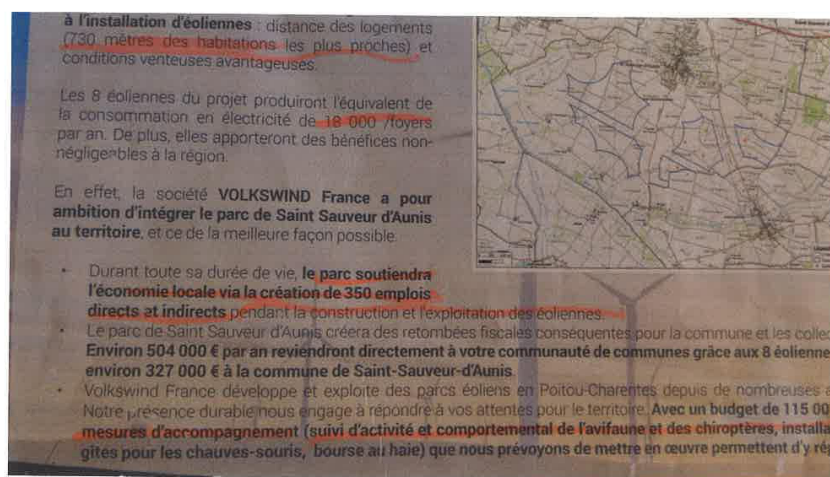 à l'installation d'éoliennes : distance des logements
(730 mètres des habitations les plus proches) et
conditions venteuses avantageuses.
Les 8 éoliennes du projet produiront l'équivalent de
la consommation en électricité de 18 000 /foyers
par an. De plus, elles apporteront des bénéfices non-
négligeables à la région.
En effet, la société VOLKSWIND France a pour
ambition d'intégrer le parc de Saint Sauveur d'Aunis
au territoire, et ce de la meilleure façon possible.
• Durant toute sa durée de vie, le parc soutiendra
l'économie locale via la création de 350 emplois
directs et indirects pendant la construction et l'exploitation des éoliennes.
• Le parc de Saint Sauveur d'Aunis créera des retombées fiscales conséquentes pour la commune et les collec
Environ 504 000 € par an reviendront directement à votre communauté de communes grâce aux 8 éolienne
environ 327 000 € à la commune de Saint-Sauveur-d'Aunis.
• Volkswind France développe et exploite des parcs éoliens en Poitou-Charentes depuis de nombreuses a
Notre présence durable nous engage à répondre à vos attentes pour le territoire. Avec un budget de 115 00
mesures d'accompagnement (suivi d'activité et comportemental de l'avifaune et des chiroptères, installa
gîtes pour les chauves-souris, bourse au haie) que nous prévoyons de mettre en œuvre permettent d'y rép